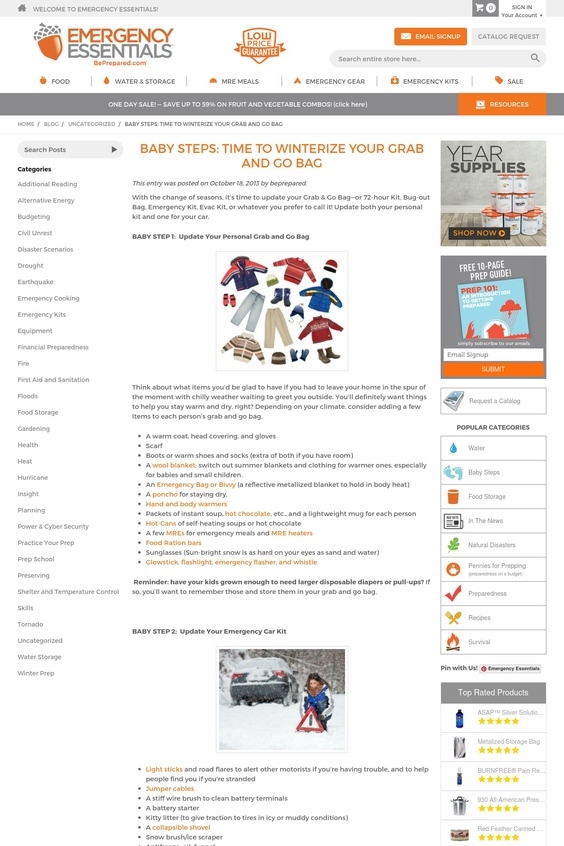 WELCOME TO EMERGENCY ESSENTIALS!
0
SIGN IN
Your Account
EMERGENCY
ESSENTIALS
BePrepared.com
LOW
PRICE
GUARANTEE
EMAIL SIGNUP
CATALOG REQUEST
Search entire store here...
FOOD
WATER & STORAGE
MRE MEALS
EMERGENCY GEAR
EMERGENCY KITS
SALE
ONE DAY SALE! -- SAVE UP TO 59% ON FRUIT AND VEGETABLE COMBOS! (click here)
RESOURCES
HOME / BLOG / UNCATEGORIZED / BABY STEPS: TIME TO WINTERIZE YOUR GRAB AND GO BAG
Search Posts
Categories
Additional Reading
Alternative Energy
Budgeting
Civil Unrest
Disaster Scenarios
Drought
Earthquake
Emergency Cooking
Emergency Kits
Equipment
Financial Preparedness
Fire
First Aid and Sanitation
Floods
Food Storage
Gardening
Health
Heat
Hurricane
Insight
Planning
Power & Cyber Security
Practice Your Prep
Prep School
Preserving
Shelter and Temperature Control
Skills
Tornado
Uncategorized
Water Storage
Winter Prep
BABY STEPS: TIME TO WINTERIZE YOUR GRAB
AND GO BAG
This entry was posted on October 18, 2013 by beprepared.
With the change of seasons, it's time to update your Grab & Go Bag—or 72-hour Kit, Bug-out
Bag, Emergency Kit, Evac Kit, or whatever you prefer to call it! Update both your personal
kit and one for your car.
BABY STEP 1: Update Your Personal Grab and Go Bag
Think about what items you'd be glad to have if you had to leave your home in the spur of
the moment with chilly weather waiting to greet you outside. You'll definitely want things
to help you stay warm and dry, right? Depending on your climate, consider adding a few
items to each person's grab and go bag.
A warm coat, head covering, and gloves
Scarf
Boots or warm shoes and socks (extra of both if you have room)
A wool blanket; switch out summer blankets and clothing for warmer ones, especially
for babies and small children.
An Emergency Bag or Bivvy (a reflective metallized blanket to hold in body heat)
A poncho for staying dry.
Hand and body warmers
Packets of instant soup, hot chocolate, etc., and a lightweight mug for each person
Hot-Cans of self-heating soups or hot chocolate
A few MREs for emergency meals and MRE heaters
Food Ration bars
Sunglasses (Sun-bright snow is as hard on your eyes as sand and water)
Glowstick, flashlight, emergency flasher, and whistle
Reminder: have your kids grown enough to need larger disposable diapers or pull-ups? If
so, you'll want to remember those and store them in your grab and go bag.
BABY STEP 2: Update Your Emergency Car Kit
Light sticks and road flares to alert other motorists if you're having trouble, and to help
people find you if you're stranded
Jumper cables
A stiff wire brush to clean battery terminals
A battery starter
Kitty litter (to give traction to tires in icy or muddy conditions)
A collapsible shovel
Snow brush/ice scraper
YEAR
SUPPLIES
SHOP NOW
FREE 10-PAGE
PREP GUIDE!
PREP 101:
AN INTRODUCTION
TO GETTING
PREPARED
simply subscribe to our emails
Email Signup
SUBMIT
Request a Catalog
POPULAR CATEGORIES
Water
Baby Steps
Food Storage
NEWS
In The News
Natural Disasters
Pennies for Prepping
(preparedness on a budget)
Preparedness
Recipes
Survival
Pin with Us!
Emergency Essentials
Top Rated Products
ASAP™ Silver Solutio...
Metalized Storage Bag
BURNFREE® Pain Re...
930 All-American Pres...
Red Feather Canned ...